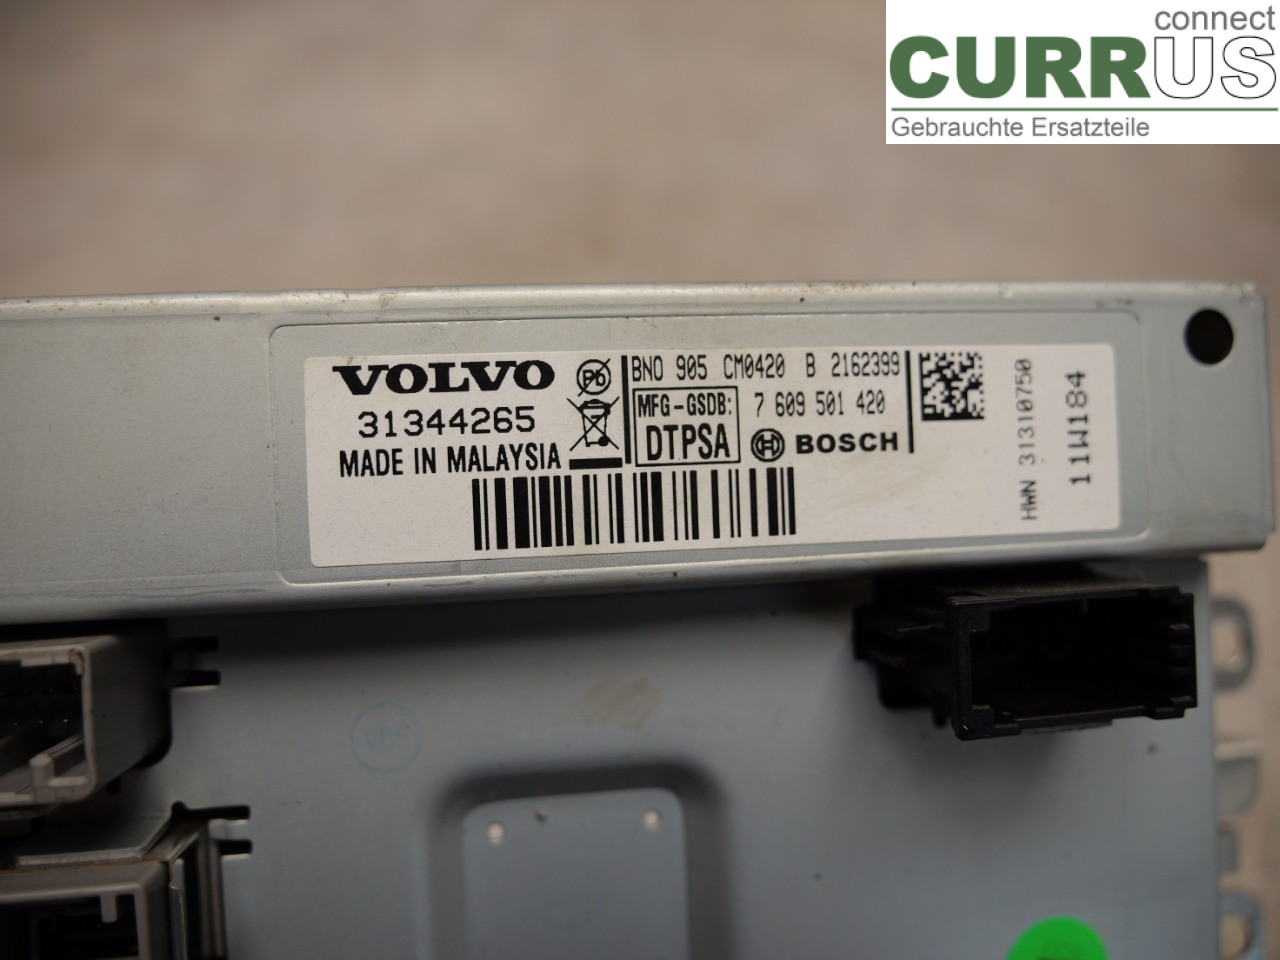 connect
CURRUS
Gebrauchte Ersatzteile
VOLVO
31344265
MADE IN MALAYSIA
Pb
BNO 905 CM0420 B 2162399
MFG-GSDB:
DTPSA
7 609 501 420
BOSCH
HWN 31310750
11W184